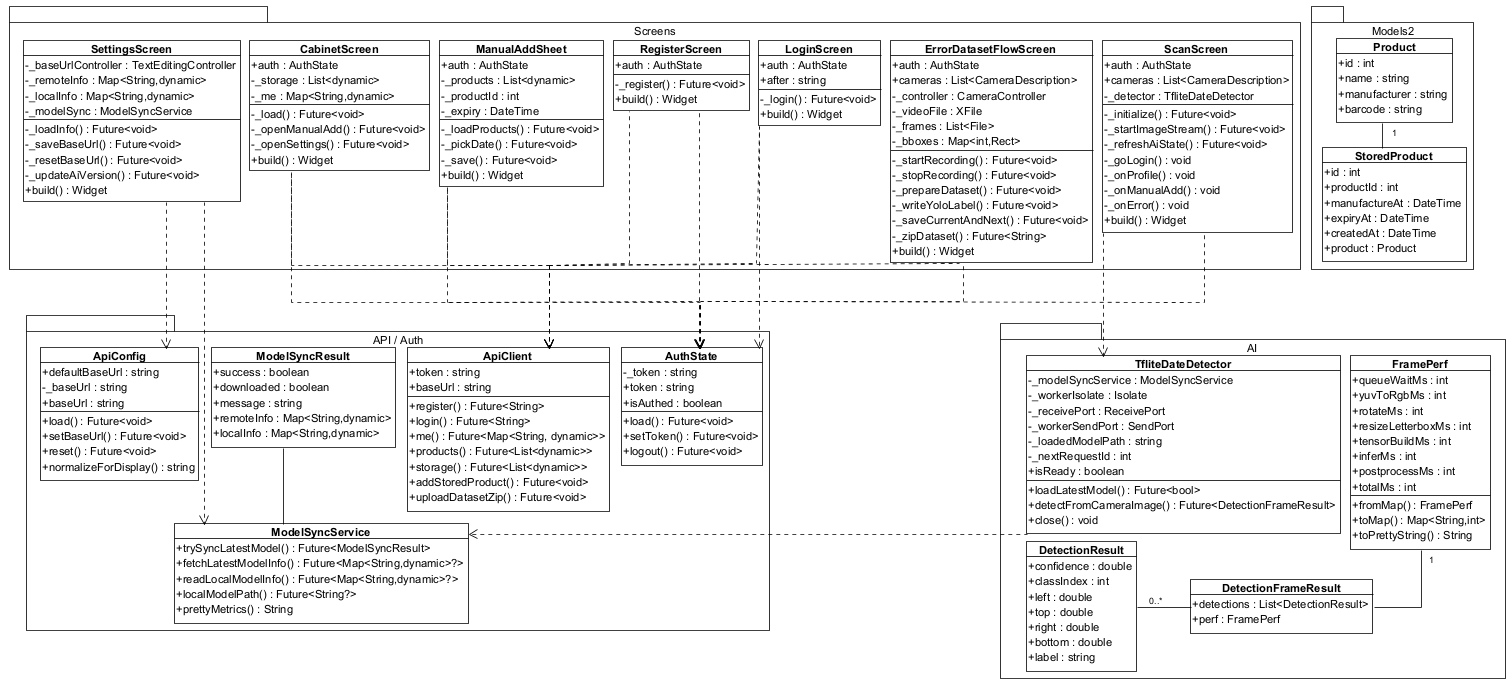 Screens
SettingsScreen
-_baseUrlController : TextEditingController
-_remoteInfo : Map<String,dynamic>
-_localInfo : Map<String,dynamic>
-_modelSync : ModelSyncService
-_loadInfo() : Future<void>
-_saveBaseUrl() : Future<void>
-_resetBaseUrl() : Future<void>
-_updateAiVersion() : Future<void>
+build() : Widget
CabinetScreen
+auth : AuthState
-_storage : List<dynamic>
-_me : Map<String,dynamic>
-_load() : Future<void>
-_openManualAdd() : Future<void>
-_openSettings() : Future<void>
+build() : Widget
ManualAddSheet
+auth : AuthState
-_products : List<dynamic>
-_productId : int
-_expiry : DateTime
-_loadProducts() : Future<void>
-_pickDate() : Future<void>
-_save() : Future<void>
+build() : Widget
RegisterScreen
+auth : AuthState
-_register() : Future<void>
+build() : Widget
LoginScreen
+auth : AuthState
+after : string
-_login() : Future<void>
+build() : Widget
ErrorDatasetFlowScreen
+auth : AuthState
+cameras : List<CameraDescription>
-_controller : CameraController
-_videoFile : XFile
-_frames : List<File>
-_bboxes : Map<int,Rect>
-_startRecording() : Future<void>
-_stopRecording() : Future<void>
-_prepareDataset() : Future<void>
-_writeYoloLabel() : Future<void>
-_saveCurrentAndNext() : Future<void>
-_zipDataset() : Future<String>
+build() : Widget
ScanScreen
+auth : AuthState
+cameras : List<CameraDescription>
-_detector : TfliteDateDetector
-_initialize() : Future<void>
-_startImageStream() : Future<void>
-_refreshAiState() : Future<void>
-_goLogin() : void
-_onProfile() : void
-_onManualAdd() : void
-_onError() : void
+build() : Widget
Models2
Product
+id : int
+name : string
+manufacturer : string
+barcode : string
1
StoredProduct
+id : int
+productId : int
+manufactureAt : DateTime
+expiryAt : DateTime
+createdAt : DateTime
+product : Product
API / Auth
ApiConfig
+defaultBaseUrl : string
-_baseUrl : string
+baseUrl : string
+load() : Future<void>
+setBaseUrl() : Future<void>
+reset() : Future<void>
+normalizeForDisplay() : string
ModelSyncResult
+success : boolean
+downloaded : boolean
+message : string
+remoteInfo : Map<String,dynamic>
+localInfo : Map<String,dynamic>
ApiClient
+token : string
+baseUrl : string
+register() : Future<String>
+login() : Future<String>
+me() : Future<Map<String, dynamic>>
+products() : Future<List<dynamic>>
+storage() : Future<List<dynamic>>
+addStoredProduct() : Future<void>
+uploadDatasetZip() : Future<void>
AuthState
-_token : string
+token : string
+isAuthed : boolean
+load() : Future<void>
+setToken() : Future<void>
+logout() : Future<void>
ModelSyncService
+trySyncLatestModel() : Future<ModelSyncResult>
+fetchLatestModelInfo() : Future<Map<String,dynamic>?>
+readLocalModelInfo() : Future<Map<String,dynamic>?>
+localModelPath() : Future<String?>
+prettyMetrics() : String
AI
TfliteDateDetector
-_modelSyncService : ModelSyncService
-_workerIsolate : Isolate
-_receivePort : ReceivePort
-_workerSendPort : SendPort
-_loadedModelPath : string
-_nextRequestId : int
+isReady : boolean
+loadLatestModel() : Future<bool>
+detectFromCameraImage() : Future<DetectionFrameResult>
+close() : void
FramePerf
+queueWaitMs : int
+yuvToRgbMs : int
+rotateMs : int
+resizeLetterboxMs : int
+tensorBuildMs : int
+inferMs : int
+postprocessMs : int
+totalMs : int
+fromMap() : FramePerf
+toMap() : Map<String,int>
+toPrettyString() : String
1
DetectionResult
+confidence : double
+classIndex : int
+left : double
+top : double
+right : double
+bottom : double
+label : string
0..*
DetectionFrameResult
+detections : List<DetectionResult>
+perf : FramePerf